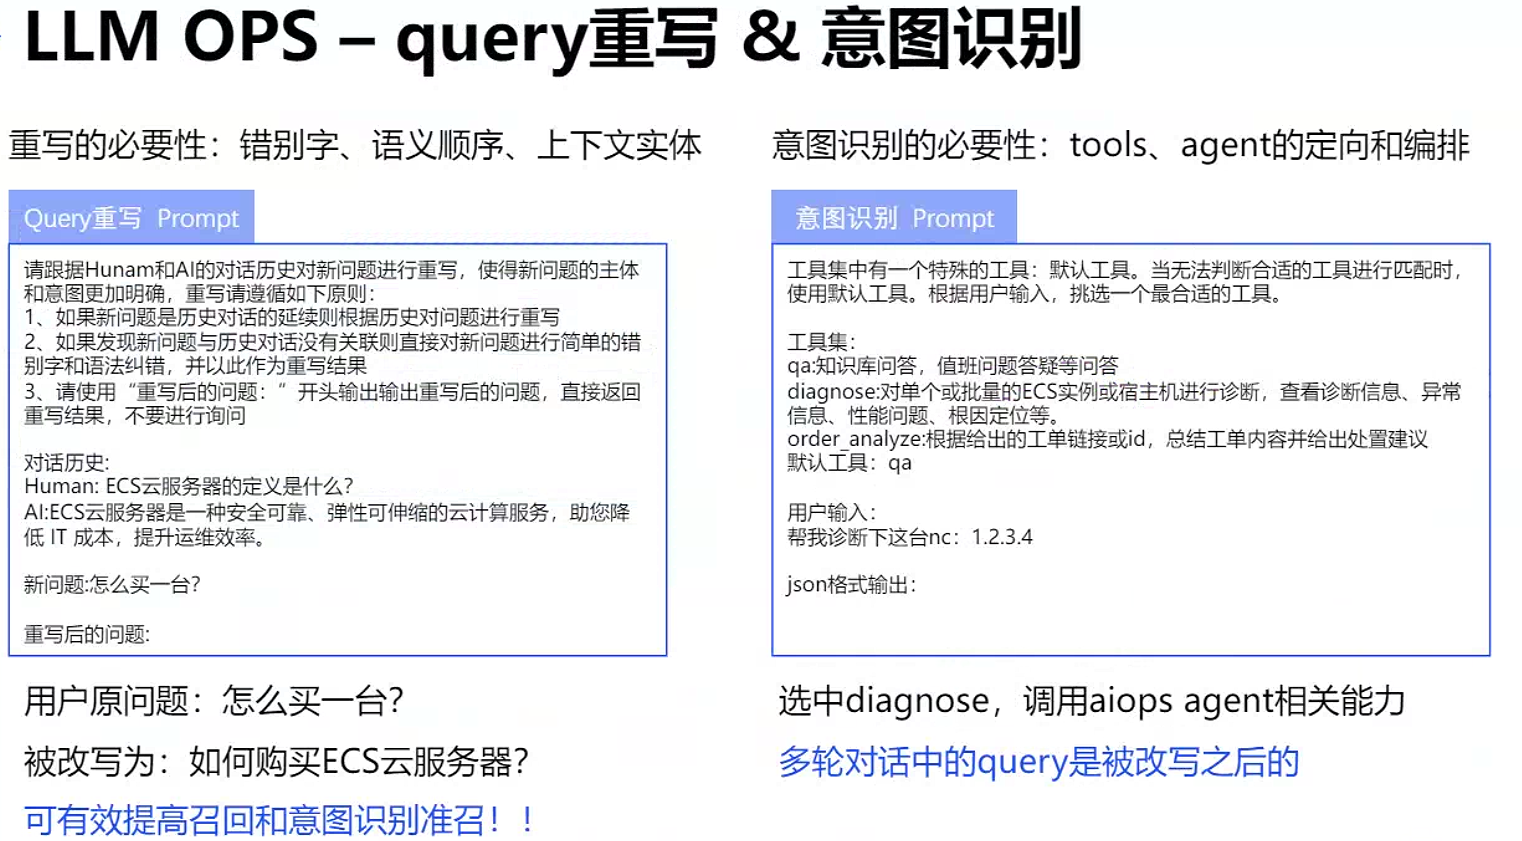 LLM OPS – query重写 & 意图识别
重写的必要性：错别字、语义顺序、上下文实体
Query重写 Prompt
请跟据Hunam和AI的对话历史对新问题进行重写，使得新问题的主体
和意图更加明确，重写请遵循如下原则：
1、如果新问题是历史对话的延续则根据历史对问题进行重写
2、如果发现新问题与历史对话没有关联则直接对新问题进行简单的错
别字和语法纠错，并以此作为重写结果
3、请使用“重写后的问题：”开头输出输出重写后的问题，直接返回
重写结果，不要进行询问
对话历史：
Human: ECS云服务器的定义是什么？
AI:ECS云服务器是一种安全可靠、弹性可伸缩的云计算服务，助您降
低 IT 成本，提升运维效率。
新问题:怎么买一台？
重写后的问题:
用户原问题：怎么买一台？
被改写为：如何购买ECS云服务器？
可有效提高召回和意图识别准召！！
意图识别的必要性：tools、agent的定向和编排
意图识别 Prompt
工具集中有一个特殊的工具：默认工具。当无法判断合适的工具进行匹配时，
使用默认工具。根据用户输入，挑选一个最合适的工具。
工具集：
qa:知识库问答，值班问题答疑等问答
diagnose:对单个或批量的ECS实例或宿主机进行诊断，查看诊断信息、异常
信息、性能问题、根因定位等。
order_analyze:根据给出的工单链接或id，总结工单内容并给出处置建议
默认工具：qa
用户输入：
帮我诊断下这台nc：1.2.3.4
json格式输出：
选中diagnose，调用aiops agent相关能力
多轮对话中的query是被改写之后的